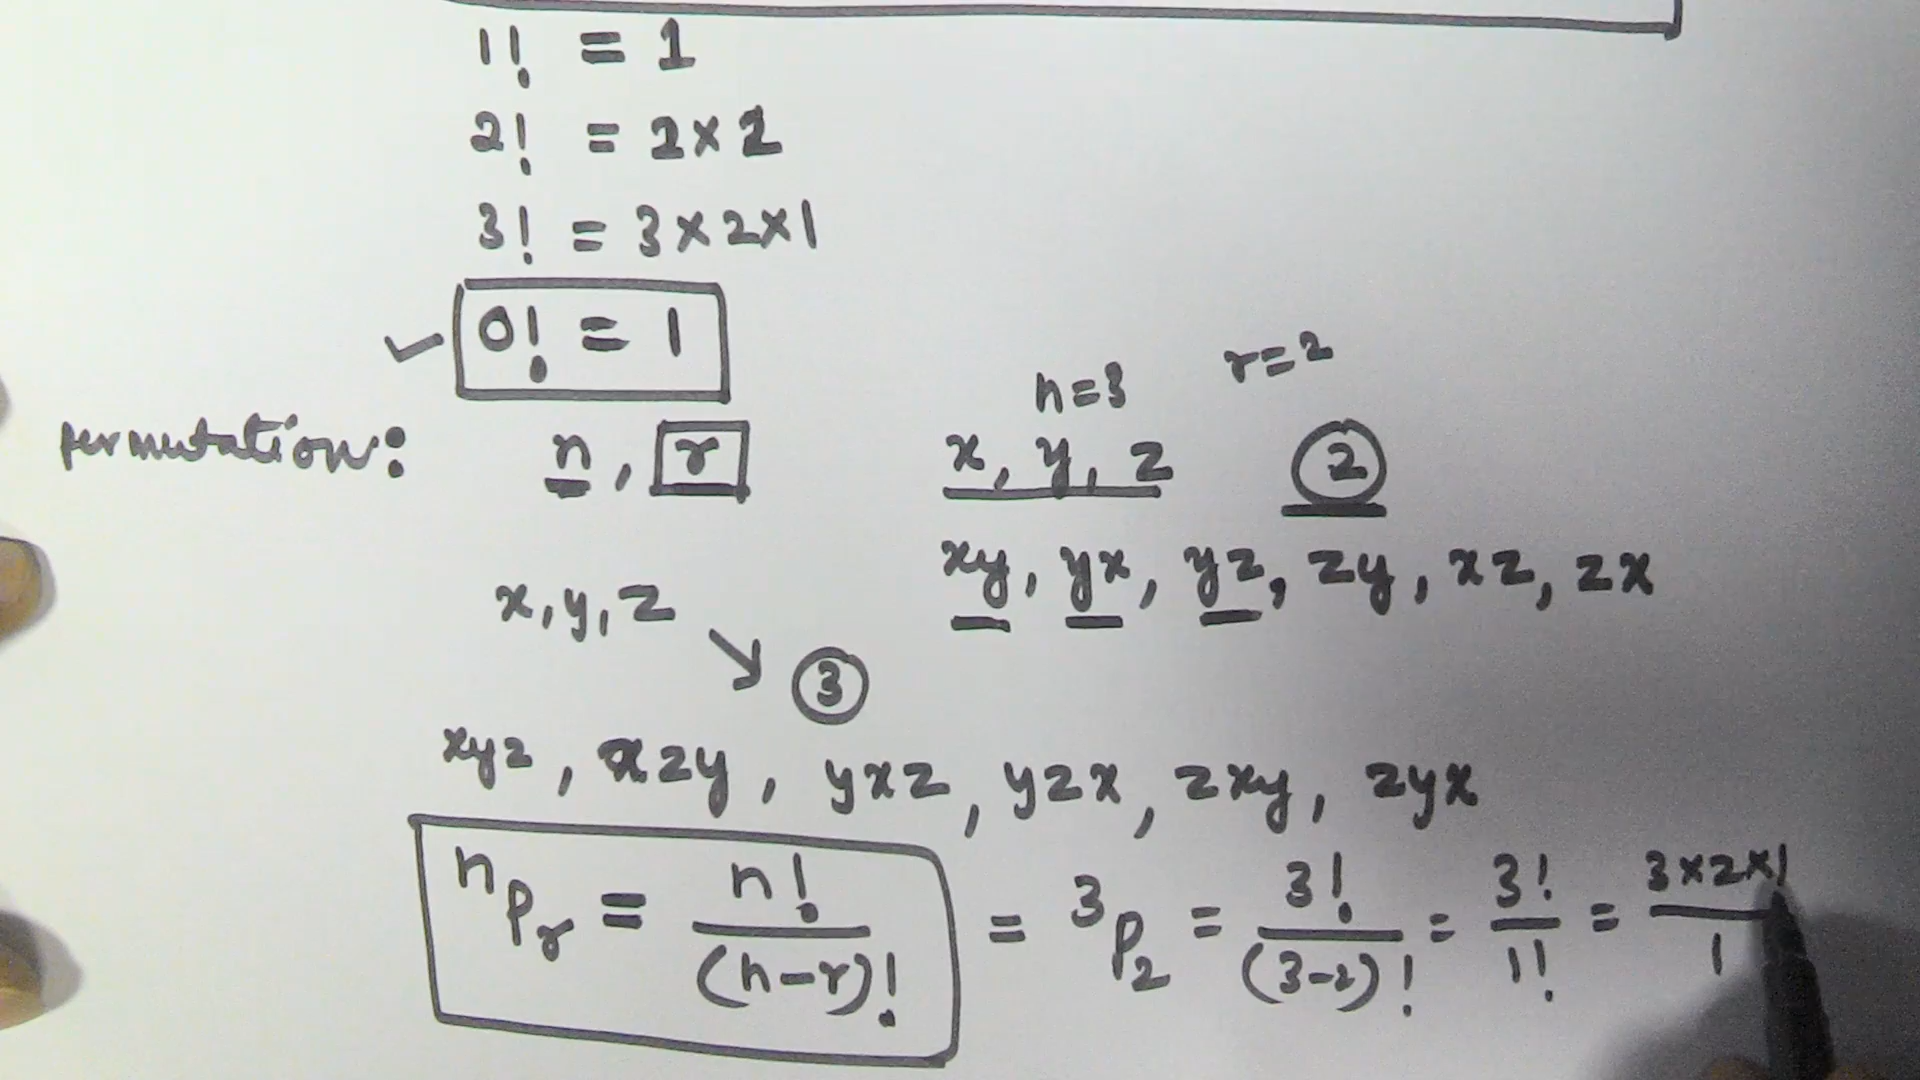 1! = 1
2! = 2 × 2
3! = 3 × 2 × 1
0! = 1
n=3 r=2
permutation: n, r x, y, z 2
xy, yx, yz, zy, xz, zx
x, y, z
3
xyz, xzy, yxz, yzx, zxy, zyx
ⁿPᵣ = n!/(n-r)! = ³P₂ = 3!/(3-2)! = 3!/1! = 3×2×1/1